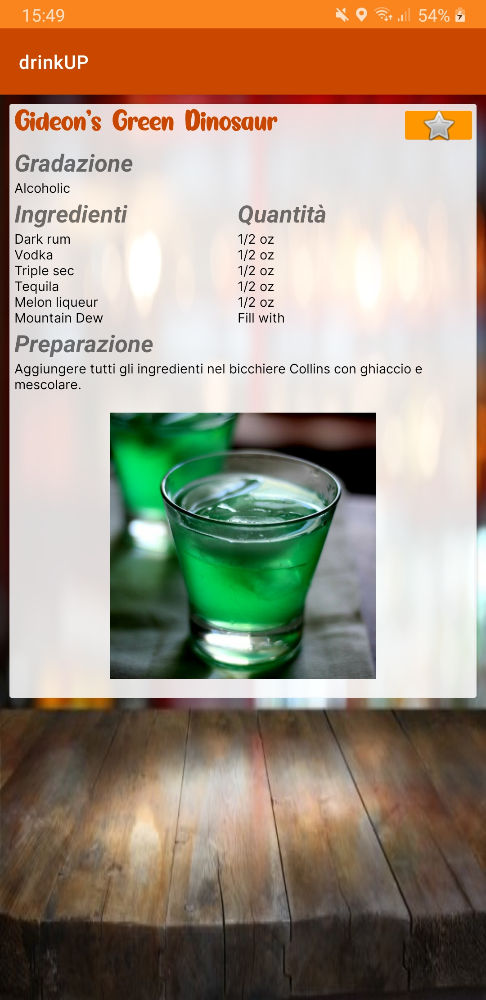 15:49 54%
drinkUP
Gideon's Green Dinosaur
Gradazione
Alcoholic
Ingredienti Quantità
Dark rum 1/2 oz
Vodka 1/2 oz
Triple sec 1/2 oz
Tequila 1/2 oz
Melon liqueur 1/2 oz
Mountain Dew Fill with
Preparazione
Aggiungere tutti gli ingredienti nel bicchiere Collins con ghiaccio e
mescolare.